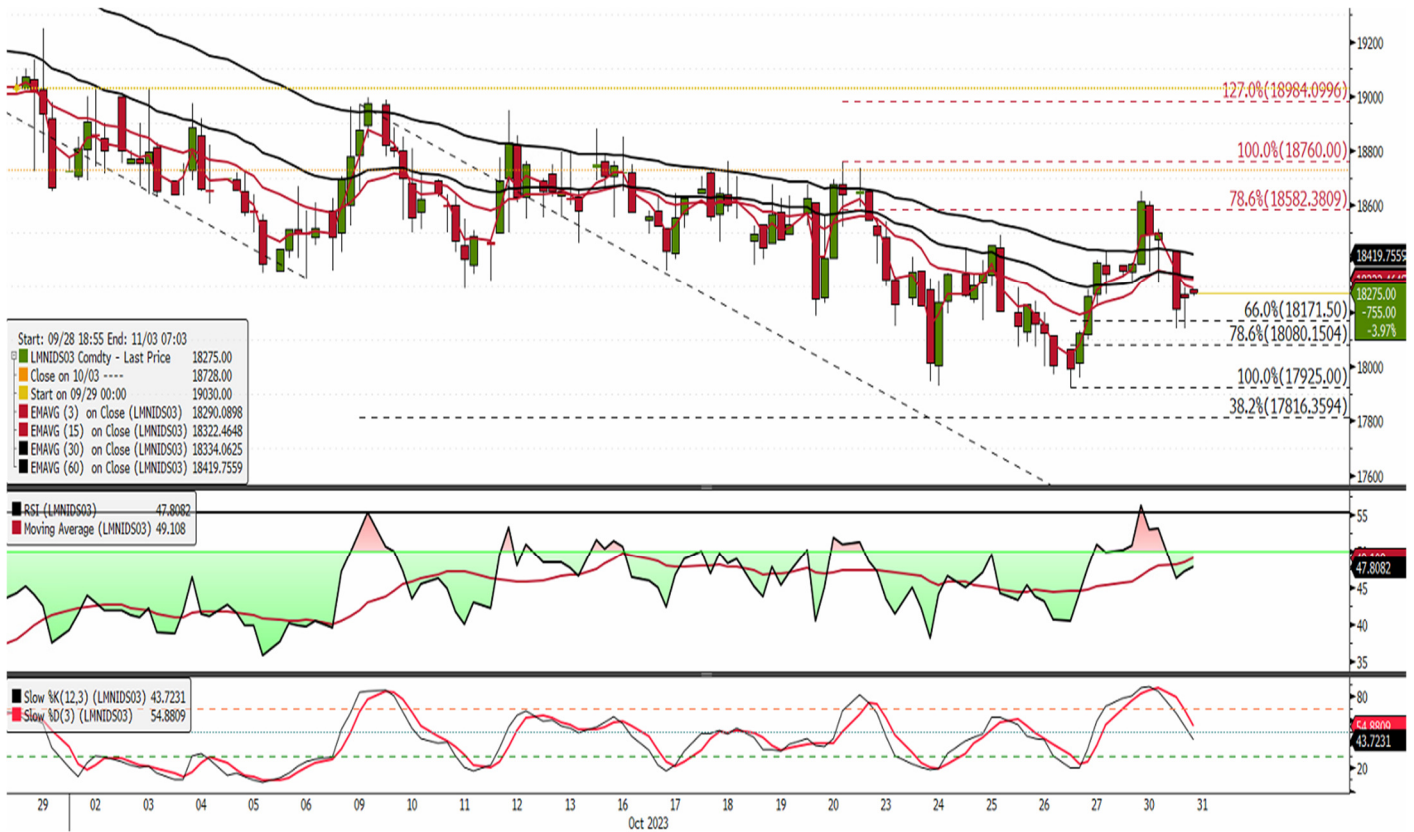 19200
127.0%(18984.0996)
19000
18800
100.0%(18760.00)
18600
78.6%(18582.3809)
18419.7559
18275.00
-755.00
-3.97%
66.0%(18171.50)
78.6%(18080.1504)
18000
100.0%(17925.00)
38.2%(17816.3594)
17800
17600
Start: 09/28 18:55 End: 11/03 07:03
LMNIDS03 Comdty - Last Price 18275.00
Close on 10/03 ---- 18728.00
Start on 09/29 00:00 19030.00
EMAVG (3) on Close (LMNIDS03) 18290.0898
EMAVG (15) on Close (LMNIDS03) 18322.4648
EMAVG (30) on Close (LMNIDS03) 18334.0625
EMAVG (60) on Close (LMNIDS03) 18419.7559
RSI (LMNIDS03) 47.8082
Moving Average (LMNIDS03) 49.108
55
47.8082
45
40
35
Slow %K(12,3) (LMNIDS03) 43.7231
Slow %D(3) (LMNIDS03) 54.8809
80
54.8809
43.7231
20
29 02 03 04 05 06 09 10 11 12 13 16 17 18 19 20 23 24 25 26 27 30 31
Oct 2023